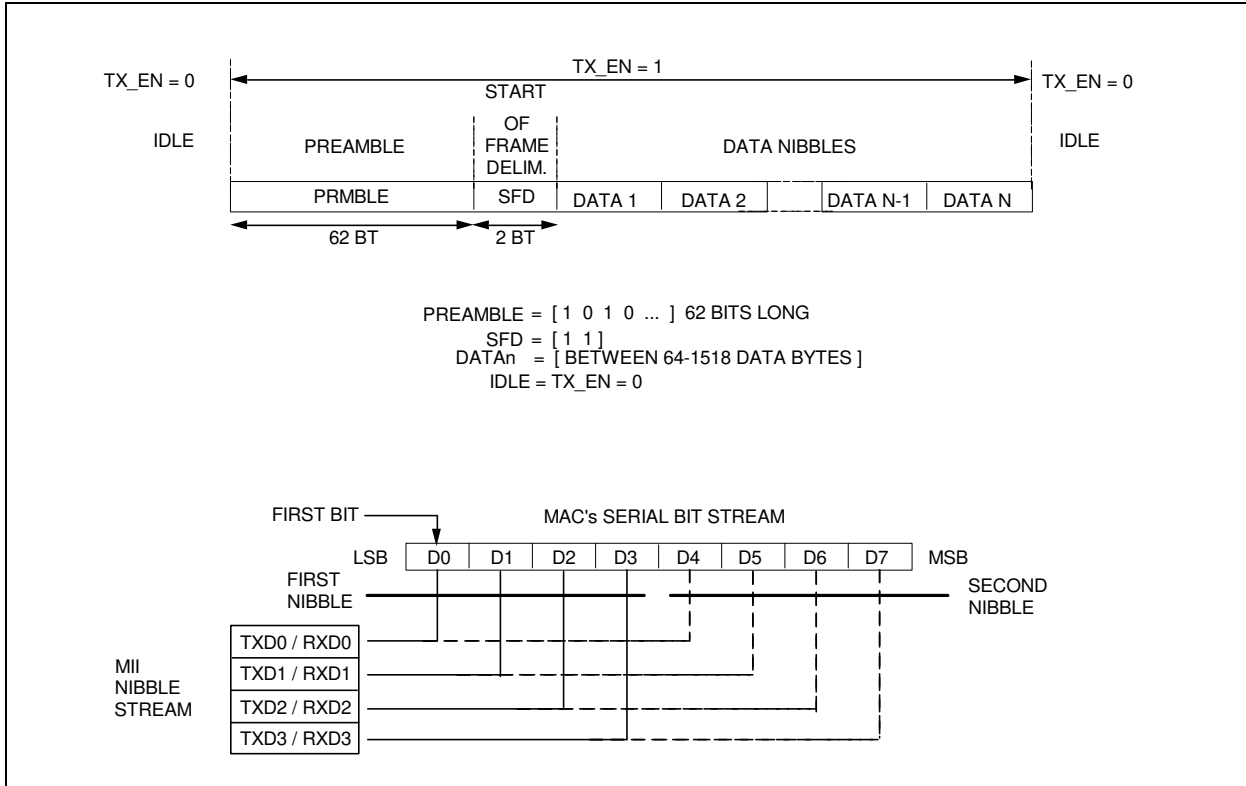 TX_EN = 0
TX_EN = 1
TX_EN = 0
IDLE
PREAMBLE
START
OF
FRAME
DELIM.
DATA NIBBLES
IDLE
PRMBLE SFD DATA 1 DATA 2 DATA N-1 DATA N
62 BT 2 BT
PREAMBLE = [ 1 0 1 0 ... ] 62 BITS LONG
SFD = [ 1 1 ]
DATAn = [ BETWEEN 64-1518 DATA BYTES ]
IDLE = TX_EN = 0
FIRST BIT
MAC's SERIAL BIT STREAM
LSB D0 D1 D2 D3 D4 D5 D6 D7 MSB
FIRST
NIBBLE
SECOND
NIBBLE
MII
NIBBLE
STREAM
TXD0 / RXD0
TXD1 / RXD1
TXD2 / RXD2
TXD3 / RXD3